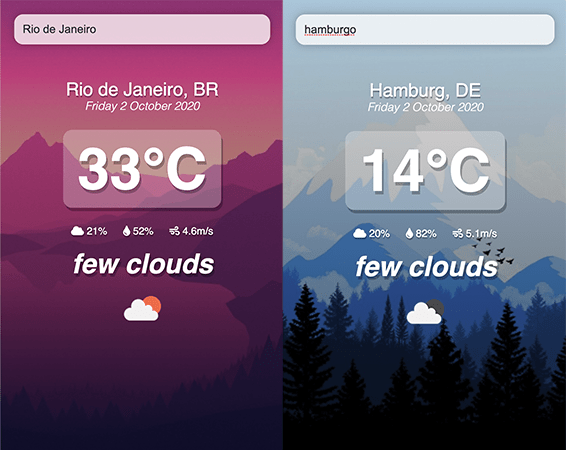 Rio de Janeiro
Rio de Janeiro, BR
Friday 2 October 2020
33°C
21% 52% 4.6m/s
few clouds
hamburgo
Hamburg, DE
Friday 2 October 2020
14°C
20% 82% 5.1m/s
few clouds